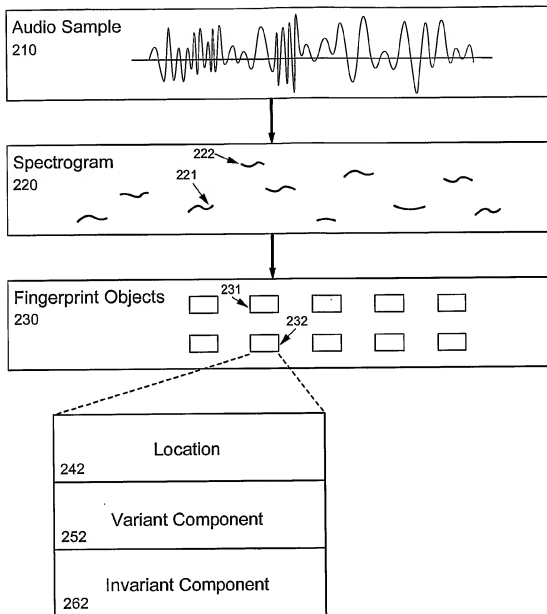 Audio Sample
210
Spectrogram
220
222
221
Fingerprint Objects
230
231
232
Location
242
Variant Component
252
Invariant Component
262